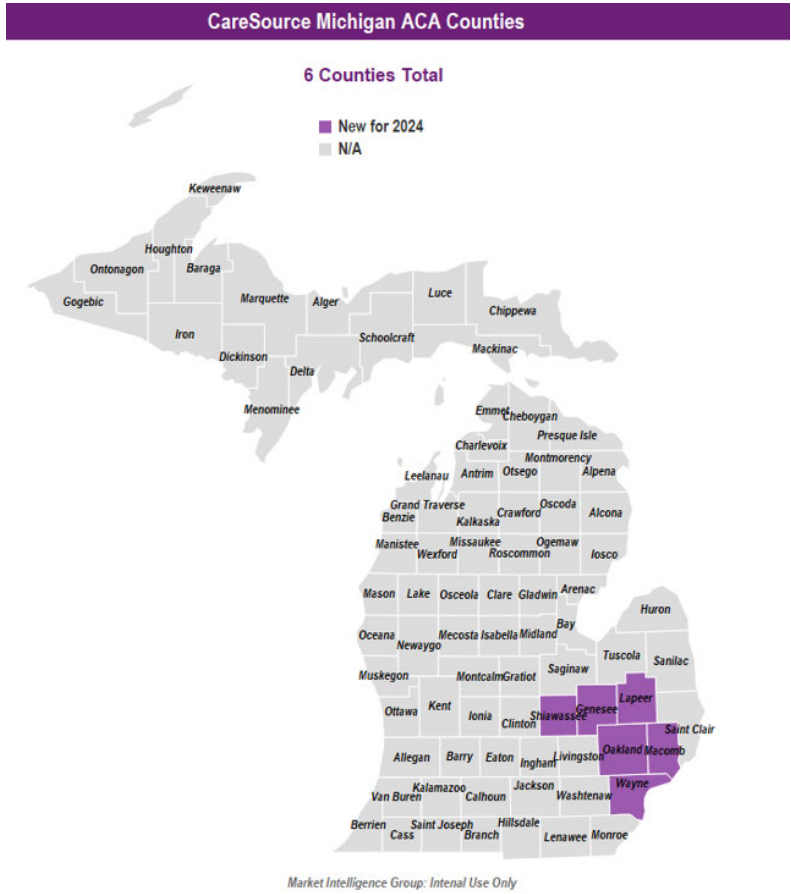 CareSource Michigan ACA Counties
6 Counties Total
New for 2024
N/A
Keweenaw
Houghton
Ontonagon
Baraga
Gogebic
Marquette
Alger
Luce
Chippewa
Iron
Schoolcraft
Mackinac
Dickinson
Delta
Menominee
Emmet
Cheboygan
Presque Isle
Charlevoix
Montmorency
Leelanau
Antrim
Otsego
Alpena
Grand Traverse
Benzie
Kalkaska
Crawford
Oscoda
Alcona
Manistee
Wexford
Missaukee
Roscommon
Ogemaw
Iosco
Mason
Lake
Osceola
Clare
Gladwin
Arenac
Huron
Oceana
Newaygo
Mecosta
Isabella
Midland
Bay
Tuscola
Sanilac
Muskegon
Montcalm
Gratiot
Saginaw
Ottawa
Kent
Ionia
Clinton
Shiawassee
Genesee
Lapeer
Saint Clair
Allegan
Barry
Eaton
Ingham
Livingston
Oakland
Macomb
Van Buren
Kalamazoo
Calhoun
Jackson
Washtenaw
Wayne
Berrien
Cass
Saint Joseph
Branch
Hillsdale
Lenawee
Monroe
Market Intelligence Group: Intenal Use Only